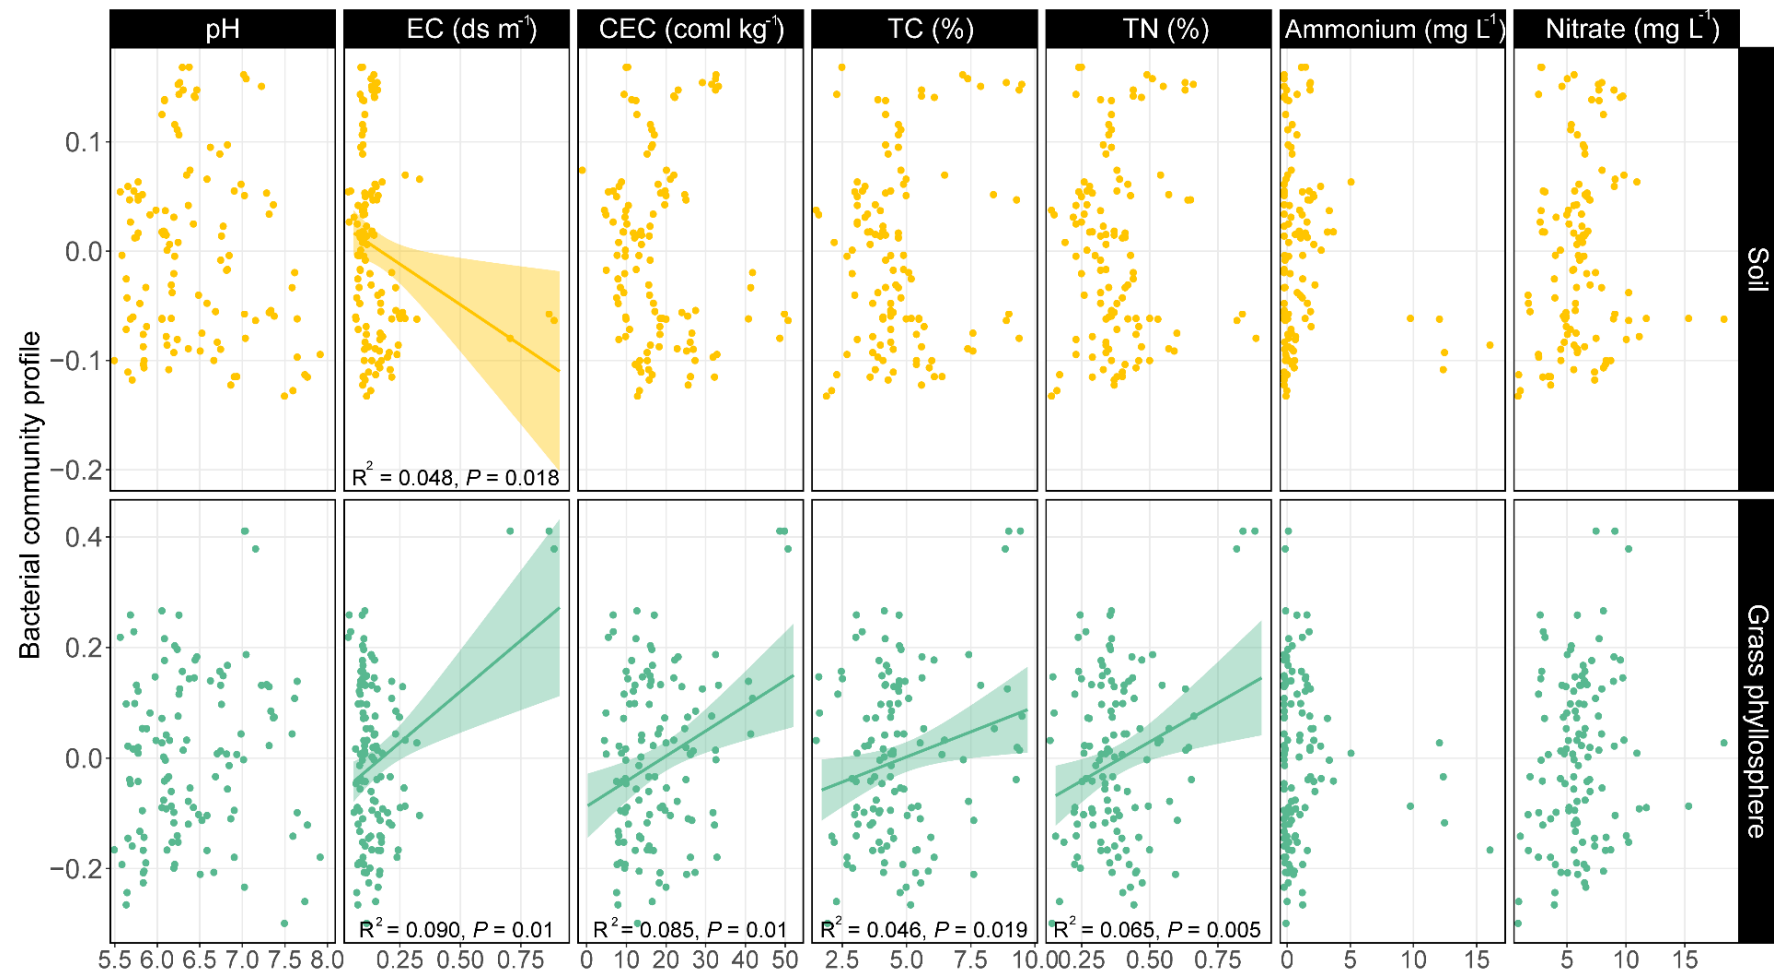 pH EC (ds m-1) CEC (coml kg-1) TC (%) TN (%) Ammonium (mg L-1) Nitrate (mg L-1)
Bacterial community profile
0.1
0.0
−0.1
−0.2
R2 = 0.048, P = 0.018
Soil
0.4
0.2
0.0
−0.2
R2 = 0.090, P = 0.01
R2 = 0.085, P = 0.01
R2 = 0.046, P = 0.019
R2 = 0.065, P = 0.005
Grass phyllosphere
5.5 6.0 6.5 7.0 7.5 8.0 0.25 0.50 0.75 0 10 20 30 40 50 2.5 5.0 7.5 10.0 0.25 0.50 0.75 0 5 10 15 5 10 15